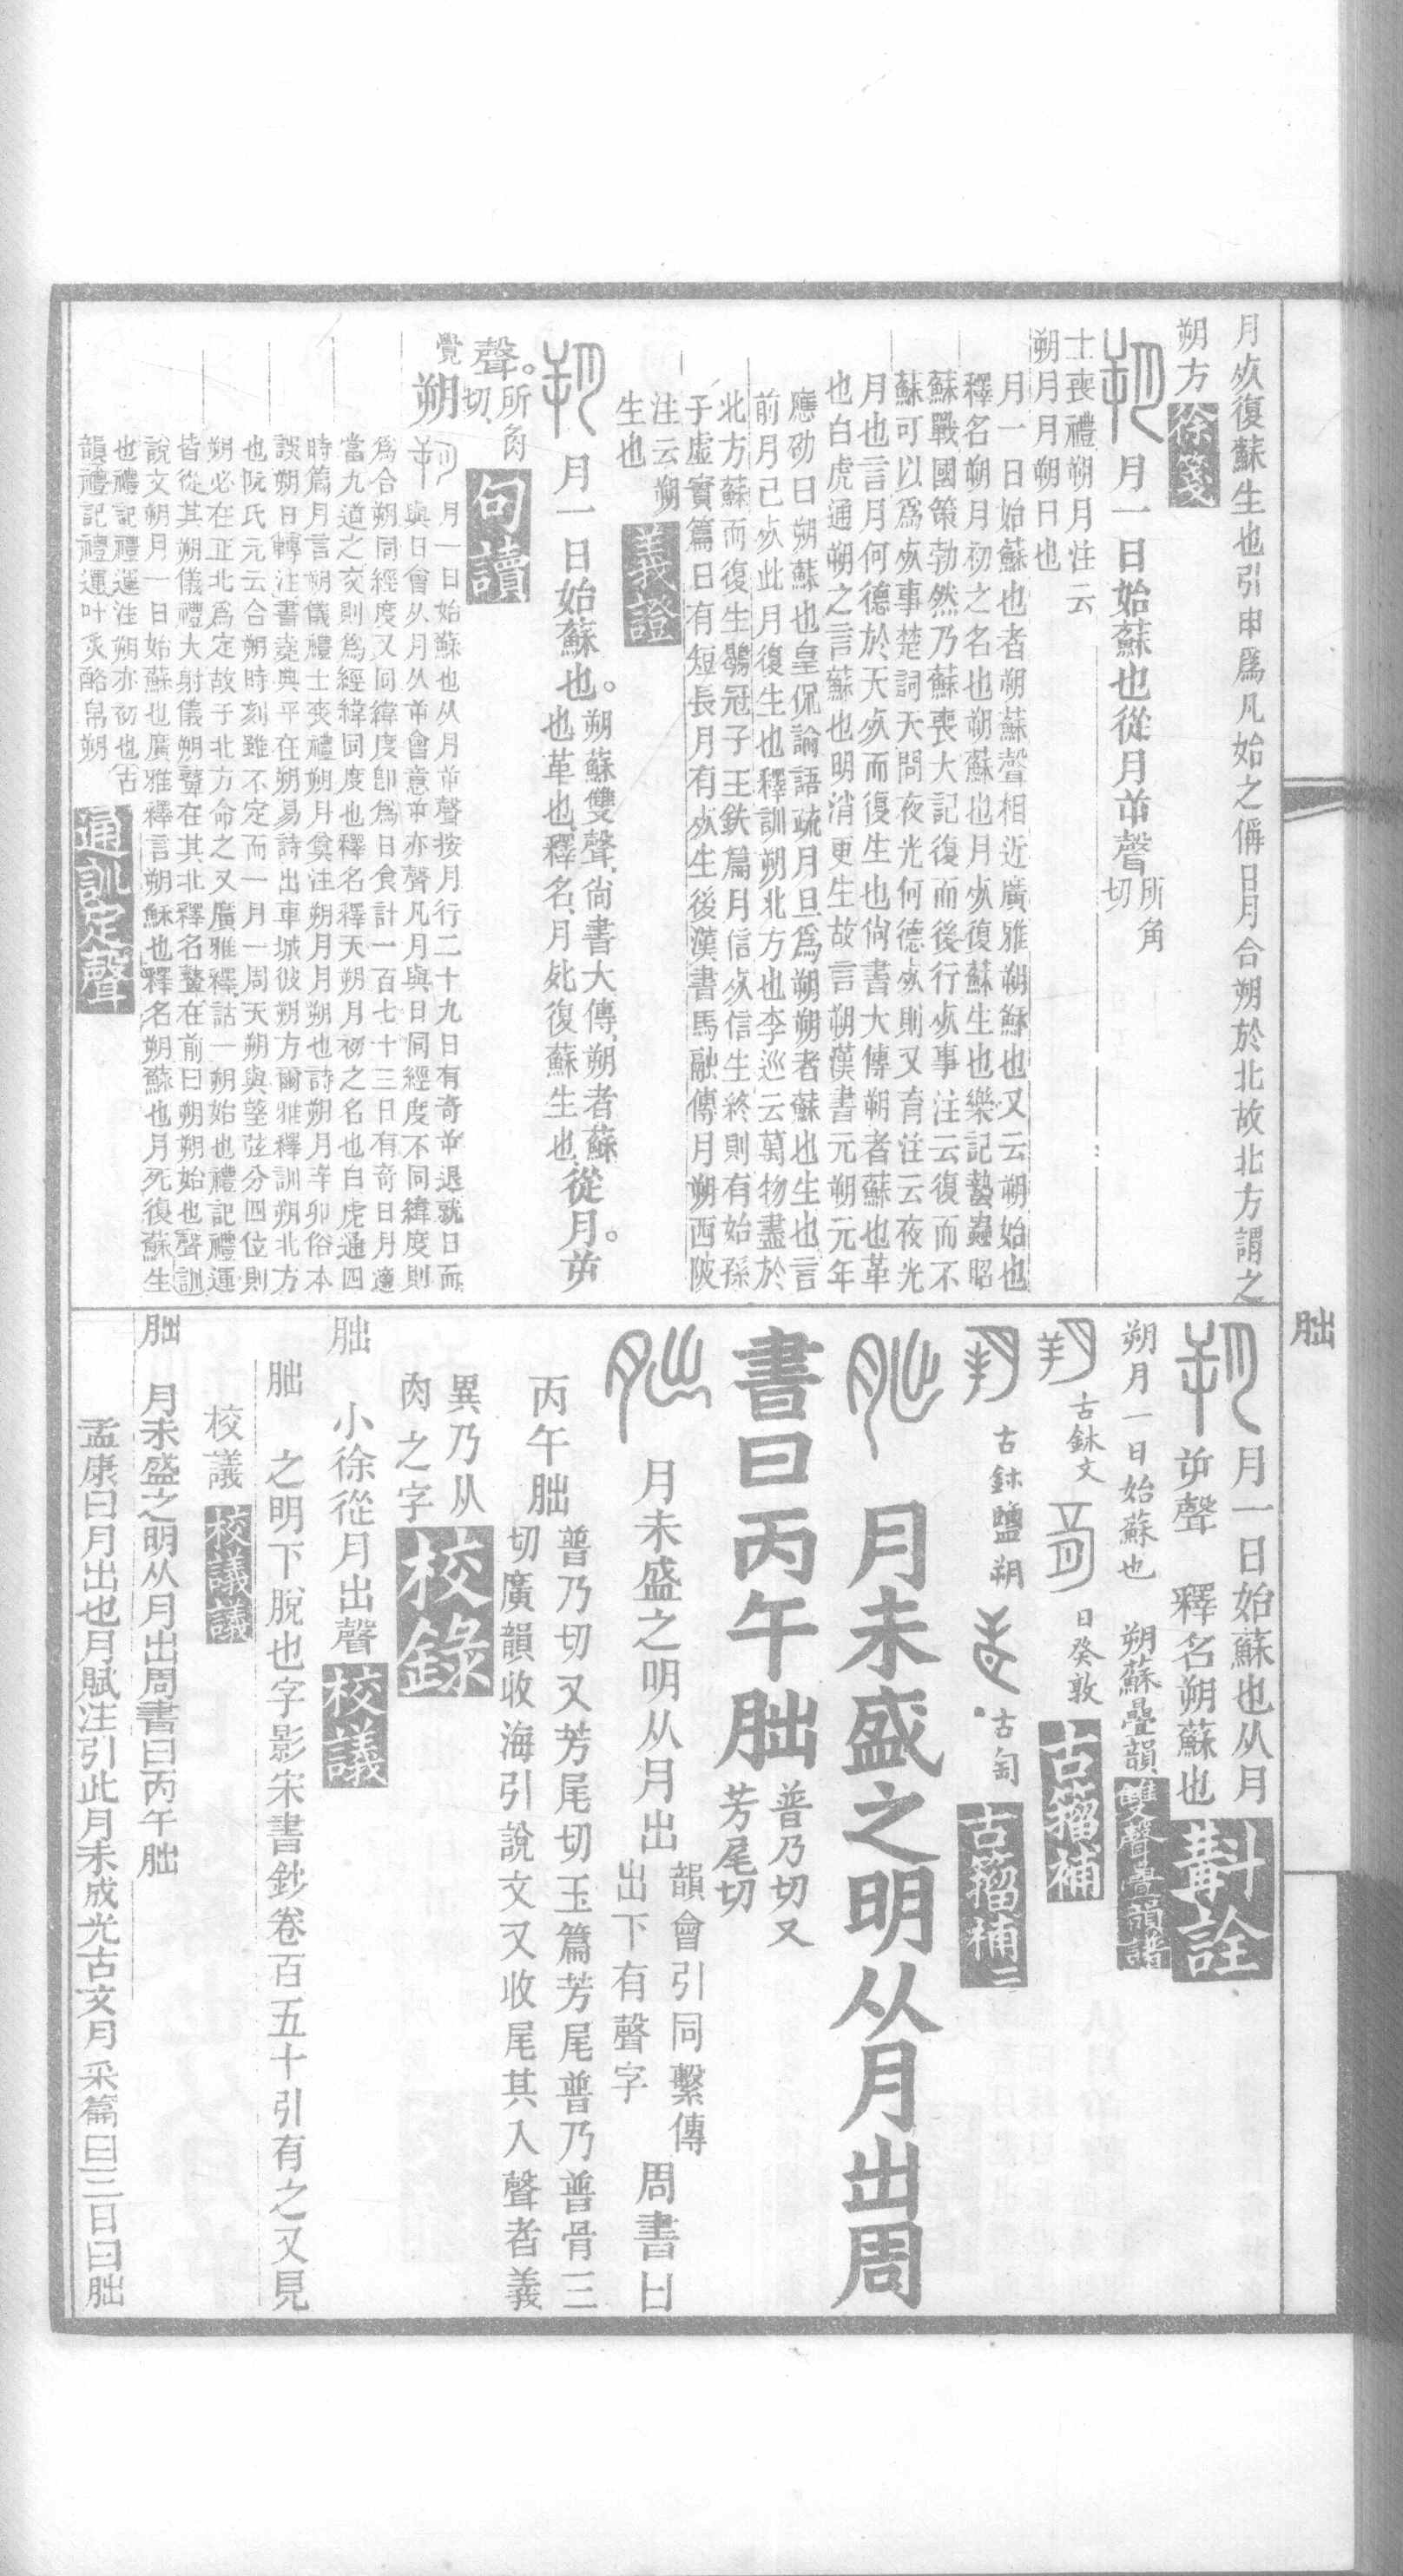 月𣦸復蘇生也引申爲凡始之偁日月合朔於北故北方謂之
朔方
徐箋
月一日始蘇也從月屰聲
所角
切
士喪禮朔月注云
朔月月朔日也
月一日始蘇也者朔蘇聲相近廣雅朔穌也又云朔始也
釋名朔月初之名也朔蘇也月𣦸復蘇生也樂記蟄蟲昭
蘇戰國策勃然乃蘇喪大記復而後行𣦸事注云復而不
蘇可以爲𣦸事楚詞天問夜光何德𣦸則又育注云夜光
月也言月何德於天𣦸而復生也尙書大傳朔者蘇也革
也白虎通朔之言蘇也明消更生故言朔漢書元朔元年
應劭曰朔蘇也皇侃論語疏月旦爲朔朔者蘇也生也言
前月已𣦸此月復生也釋訓朔北方也李巡云萬物盡於
北方蘇而復生鶡冠子王鈇篇月信𣦸信生終則有始孫
子虛實篇日有短長月有𣦸生後漢書馬融傳月朔西陂
注云朔
生也
義證
月一日始蘇也。
朔蘇雙聲尙書大傳朔者蘇
也革也釋名月𣦸復蘇生也
從月。屰
聲。
所角
切
句讀
覺
朔
月一日始蘇也从月屰聲按月行二十九日有奇屰退就日而
與日會从月从屰會意屰亦聲凡月與日同經度不同緯度則
爲合朔同經度又同緯度卽爲日食計一百七十三日有奇日月適
當九道之交則爲經緯同度也釋名釋天朔月初之名也白虎通四
時篇月言朔儀禮士喪禮朔月奠注朔月月朔也詩朔月辛卯俗本
誤朔日轉注書堯典平在朔易詩出車城彼朔方爾雅釋訓朔北方
也阮氏元云合朔時刻雖不定而一月一周天朔與望弦分四位則
朔必在正北爲定故于北方命之又廣雅釋詁一朔始也禮記禮運
皆從其朔儀禮大射儀朔鼙在其北釋名鼙在前曰朔朔始也聲訓
說文朔月一日始蘇也廣雅釋言朔穌也釋名朔蘇也月死復蘇生
也禮記禮運注朔亦初也古
韻禮記禮運叶炙酪帛朔
通訓定聲
月一日始蘇也从月
屰聲　釋名朔蘇也
斠詮
朔月一日始蘇也　朔蘇疊韻
雙聲疊韻譜
古鉥文
日癸敦
古籀補
古鉥鹽朔
古匋
古籀補二
月未盛之明从月出周
書曰丙午朏
普乃切又
芳尾切
月未盛之明从月出
韻會引同繫傳
出下有聲字
周書曰
丙午朏
普乃切又芳尾切玉篇芳尾普乃普骨三
切廣韻收海引說文又收尾其入聲者義
異乃从
肉之字
校錄
朏
小徐從月出聲
校議
朏
之明下脫也字影宋書鈔卷百五十引有之又見
校議
校議議
朏
月未盛之明从月出周書曰丙午朏
孟康曰月出也月賦注引此月未成光古文月采篇曰三日曰朏
朏